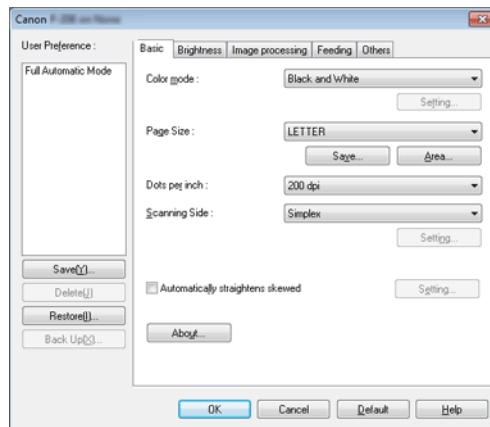 Canon
User Preference :
Full Automatic Mode
Save(Y)...
Delete(J)
Restore(I)...
Back Up(X)...
Basic Brightness Image processing Feeding Others
Color mode : Black and White
Setting...
Page Size : LETTER
Save... Area...
Dots per inch : 200 dpi
Scanning Side : Simplex
Setting...
Automatically straightens skewed Setting...
About...
OK Cancel Default Help